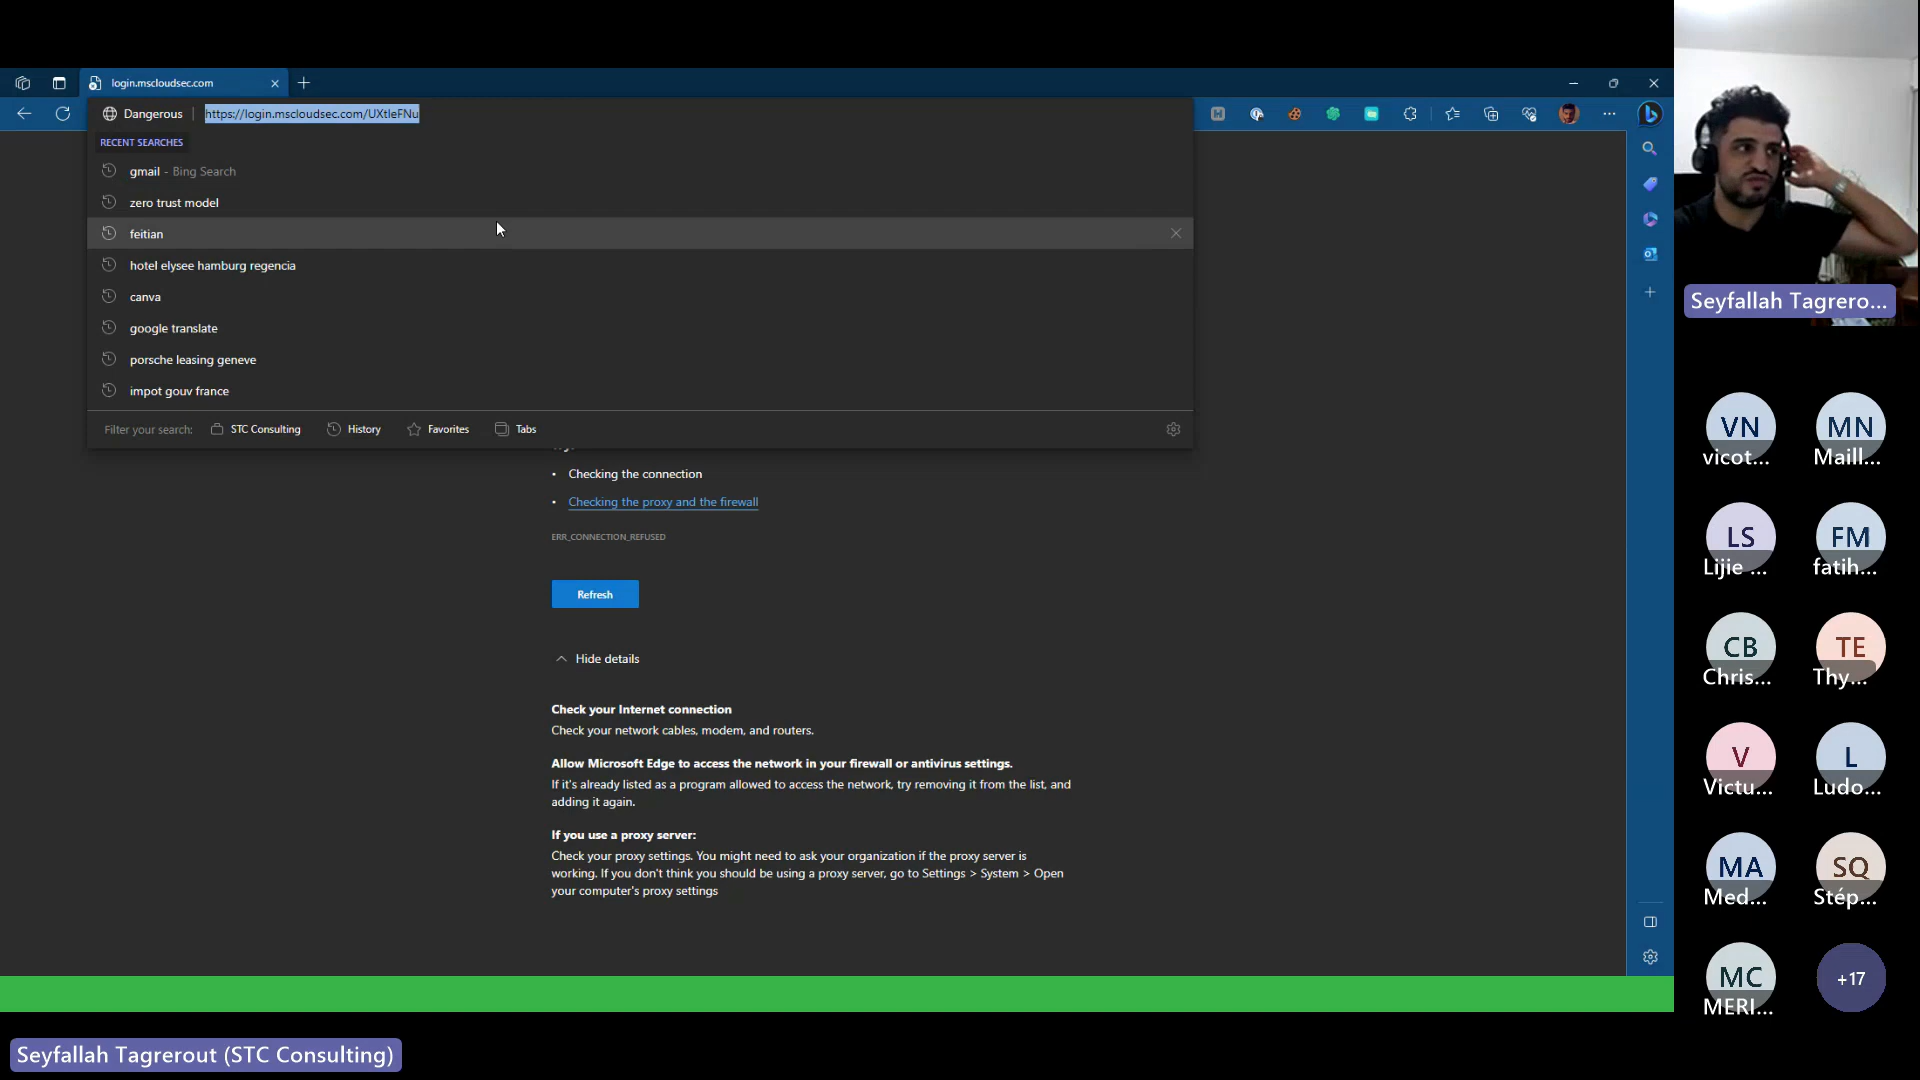 login.mscloudsec.com
Dangerous
https://login.mscloudsec.com/UXtleFNu
RECENT SEARCHES
gmail - Bing Search
zero trust model
feitian
hotel elysee hamburg regencia
canva
google translate
porsche leasing geneve
impot gouv france
Filter your search: STC Consulting History Favorites Tabs
• Checking the connection
• Checking the proxy and the firewall
ERR_CONNECTION_REFUSED
Refresh
Hide details
Check your Internet connection
Check your network cables, modem, and routers.
Allow Microsoft Edge to access the network in your firewall or antivirus settings.
If it's already listed as a program allowed to access the network, try removing it from the list, and
adding it again.
If you use a proxy server:
Check your proxy settings. You might need to ask your organization if the proxy server is
working. If you don't think you should be using a proxy server, go to Settings > System > Open
your computer's proxy settings
Seyfallah Tagrerout (STC Consulting)
Seyfallah Tagrero...
VN MN
vicot... Maill...
LS FM
Lijie ... fatih...
CB TE
Chris... Thy...
V L
Victu... Ludo...
MA SQ
Med... Stép...
MC +17
MERI...